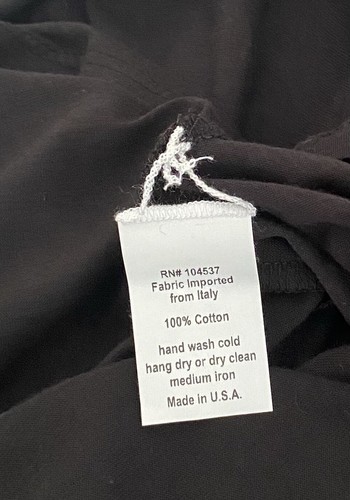 RN# 104537
Fabric Imported
from Italy
100% Cotton
hand wash cold
hang dry or dry clean
medium iron
Made in U.S.A.